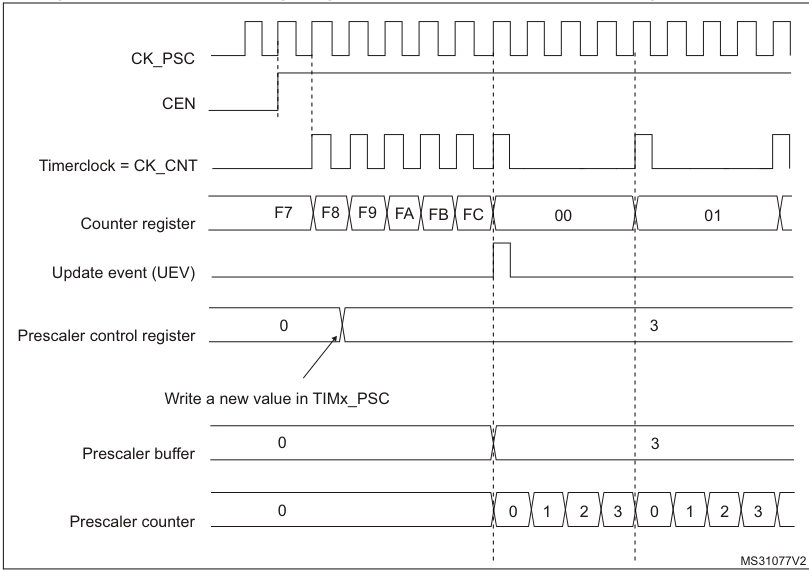 CK_PSC
CEN
Timerclock = CK_CNT
Counter register F7 F8 F9 FA FB FC 00 01
Update event (UEV)
Prescaler control register 0 3
Write a new value in TIMx_PSC
Prescaler buffer 0 3
Prescaler counter 0 0 1 2 3 0 1 2 3
MS31077V2